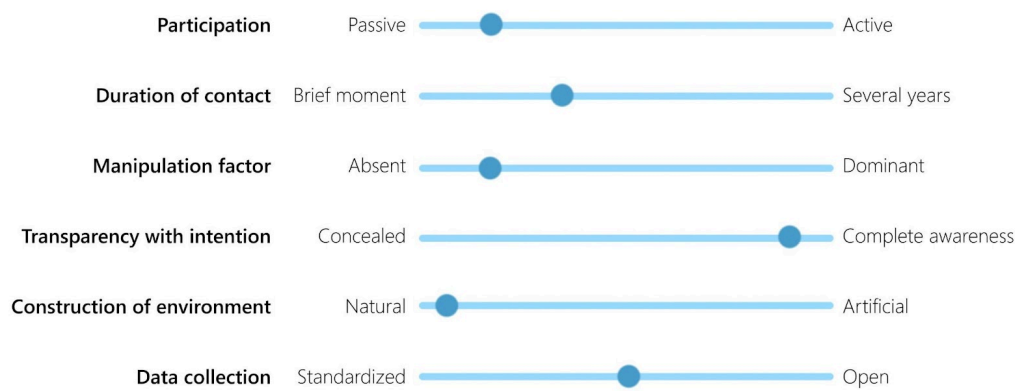 Participation Passive Active
Duration of contact Brief moment Several years
Manipulation factor Absent Dominant
Transparency with intention Concealed Complete awareness
Construction of environment Natural Artificial
Data collection Standardized Open